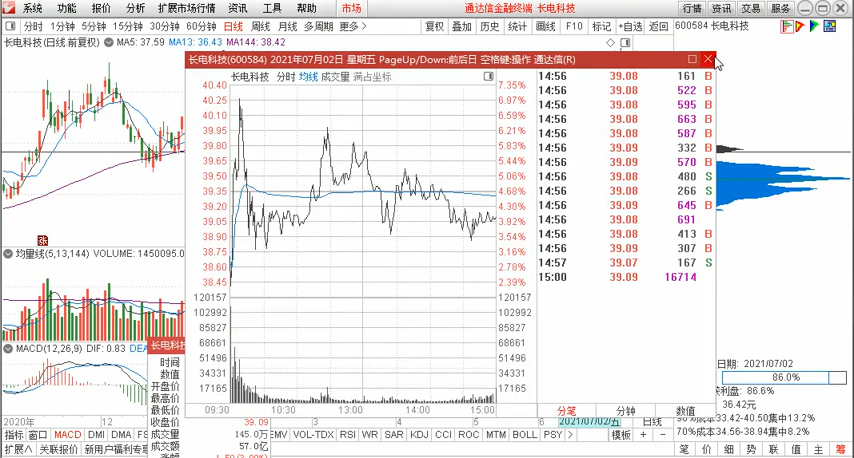 系统 功能 报价 分析 扩展市场行情 资讯 工具 帮助 市场 通达信金融终端 长电科技 行情 资讯 交易 服务
分时 1分钟 5分钟 15分钟 30分钟 60分钟 日线 周线 月线 多周期 更多 > 复权 叠加 历史 统计 画线 F10 标记 +自选 返回 600584 长电科技
长电科技(日线.前复权) MA5: 37.59 MA13: 36.43 MA144: 38.42
长电科技(600584) 2021年07月02日 星期五 PageUp/Down:前后日 空格键:操作 通达信(R)
长电科技 分时 均线 成交量 满占坐标
40.40 7.35% 14:56 39.08 161 B
40.25 6.97% 14:56 39.08 522 B
40.10 6.59% 14:56 39.08 595 B
39.95 6.21% 14:56 39.08 663 B
39.80 5.83% 14:56 39.08 587 B
39.65 5.44% 14:56 39.09 332 B
39.50 5.06% 14:56 39.09 570 B
39.35 4.68% 14:56 39.08 480 S
39.20 4.30% 14:56 39.08 266 S
39.05 3.92% 14:56 39.09 645 B
38.90 3.54% 14:56 39.08 691
38.75 3.16% 14:56 39.08 413 B
38.60 2.78% 14:56 39.09 307 B
38.45 2.39% 14:57 39.07 167 S
15:00 39.09 16714
涨
均量线(5,13,144) VOLUME: 1450095.0
120157 120157
102992 102992
85827 85827
68661 68661
51496 51496
34331 34331
17165 17165
09:30 10:30 13:00 14:00 15:00
分笔 分钟 数值
MACD(12,26,9) DIF: 0.83 DEA
长电科技
时间
数值
开盘价
最高价
最低价
收盘价 39.09
成交量 145.0万
成交额 57.0亿
日期: 2021/07/02
86.0%
获利盘: 86.6%
36.42元
90%成本33.42-40.50集中13.2%
70%成本34.56-38.94集中8.2%
2020年 12 3 4 5 6 2021/07/02/五 日线
指标 窗口 MACD DMI DMA EMV VOL-TDX RSI WR SAR KDJ CCI ROC MTM BOLL PSY > 模板 + -
扩展∧ 关联报价 新用户福利专 笔 价 细 势 联 值 主 筹